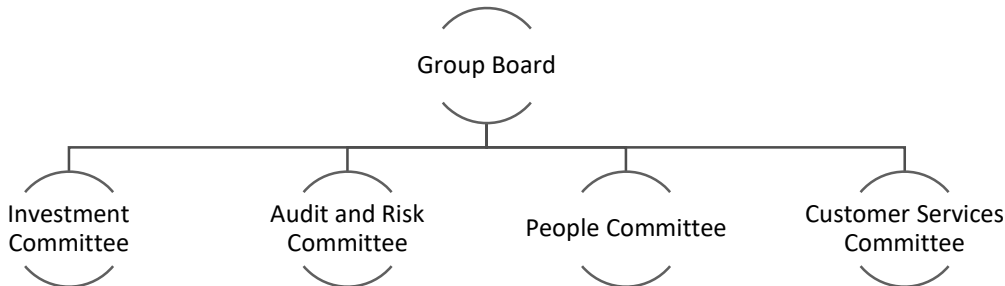 Group Board
Investment
Committee
Audit and Risk
Committee
People Committee
Customer Services
Committee